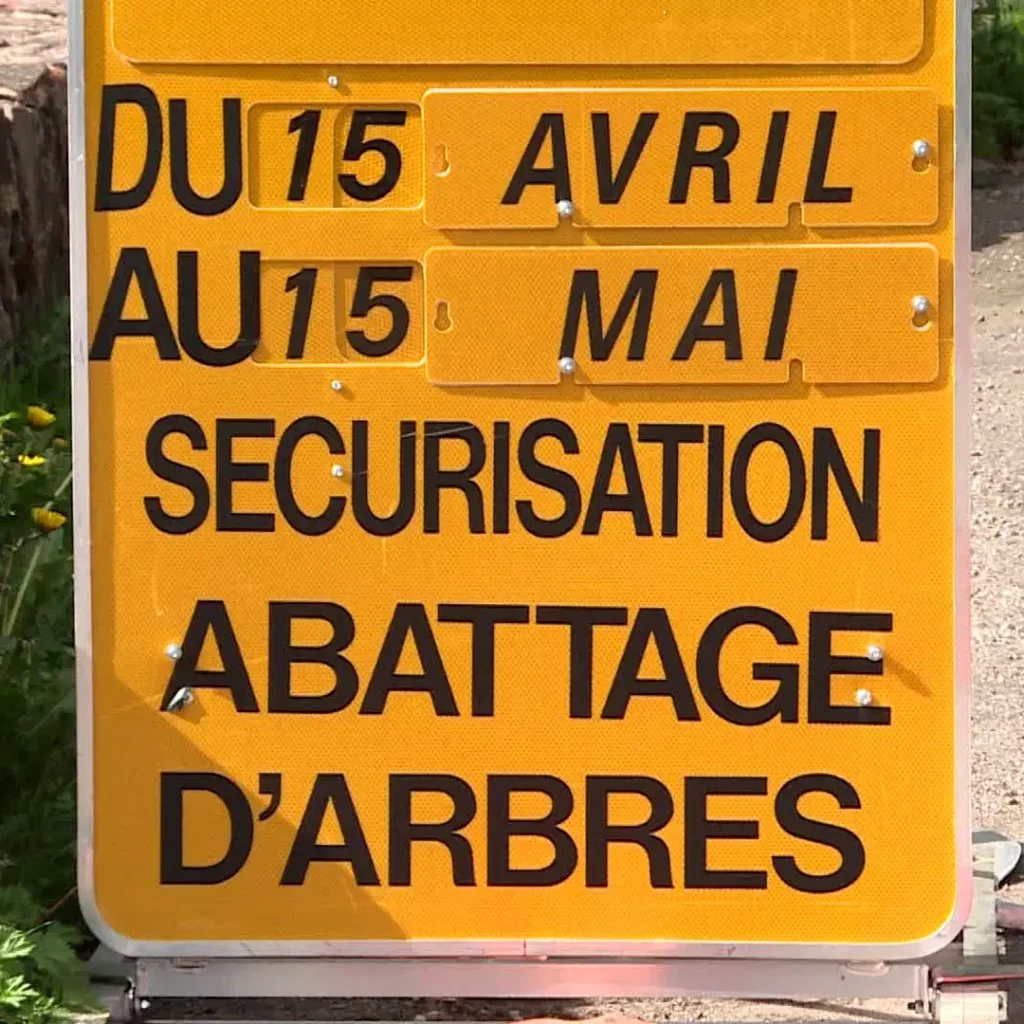 DU 15 AVRIL
AU 15 MAI
SECURISATION
ABATTAGE
D'ARBRES